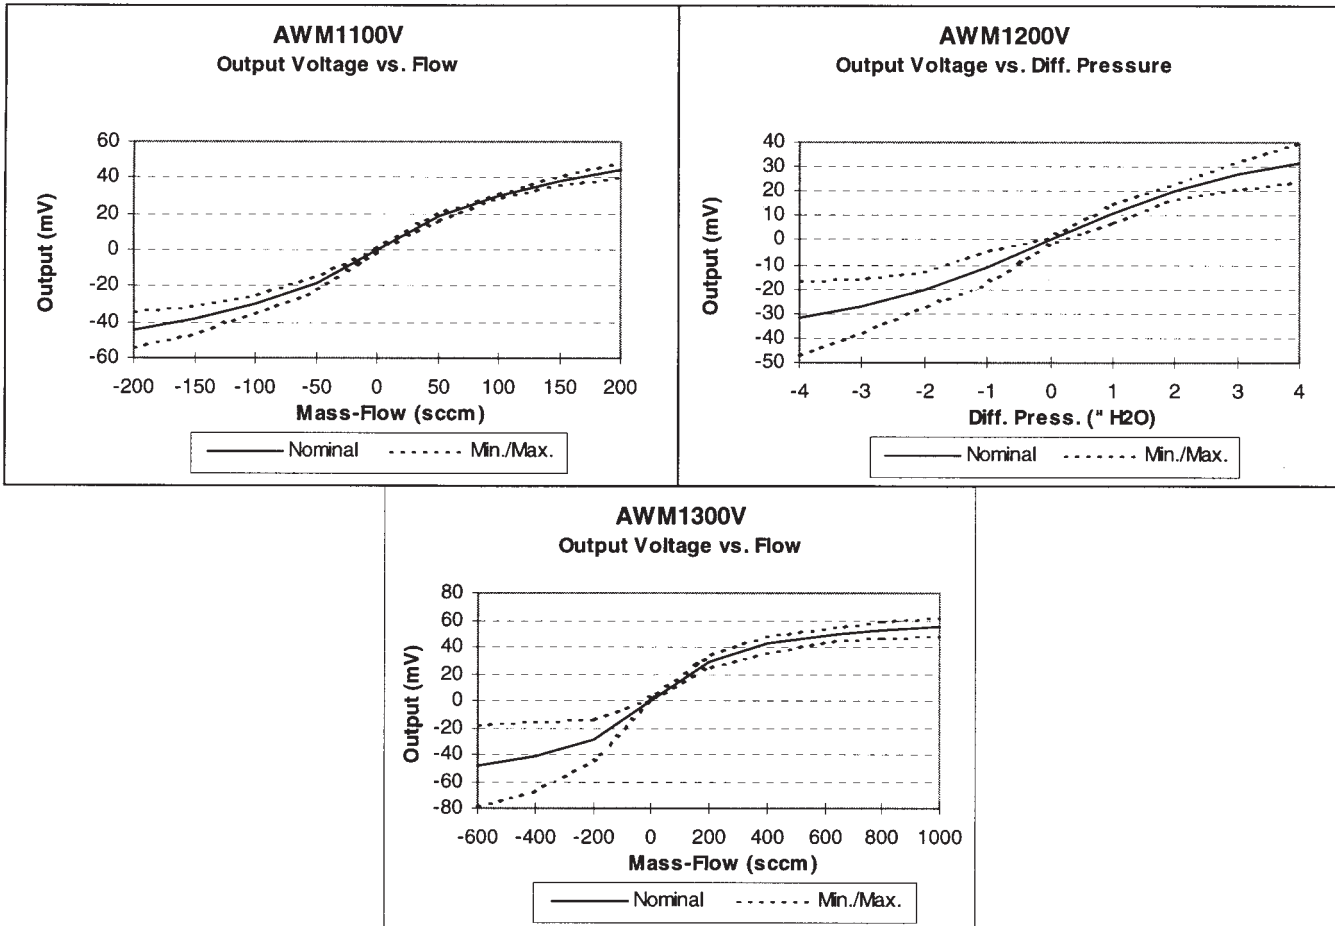 AWM1100V
Output Voltage vs. Flow
60
40
20
0
-20
-40
-60
Output (mV)
-200 -150 -100 -50 0 50 100 150 200
Mass-Flow (sccm)
Nominal Min./Max.
AWM1200V
Output Voltage vs. Diff. Pressure
40
30
20
10
0
-10
-20
-30
-40
-50
Output (mV)
-4 -3 -2 -1 0 1 2 3 4
Diff. Press. (" H2O)
Nominal Min./Max.
AWM1300V
Output Voltage vs. Flow
80
60
40
20
0
-20
-40
-60
-80
Output (mV)
-600 -400 -200 0 200 400 600 800 1000
Mass-Flow (sccm)
Nominal Min./Max.